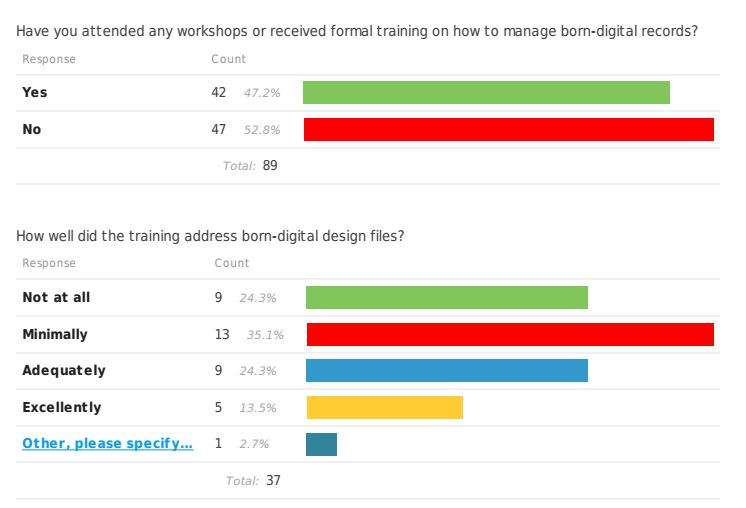 Have you attended any workshops or received formal training on how to manage born-digital records?
Response Count
Yes 42 47.2%
No 47 52.8%
Total: 89
How well did the training address born-digital design files?
Response Count
Not at all 9 24.3%
Minimally 13 35.1%
Adequately 9 24.3%
Excellently 5 13.5%
Other, please specify... 1 2.7%
Total: 37